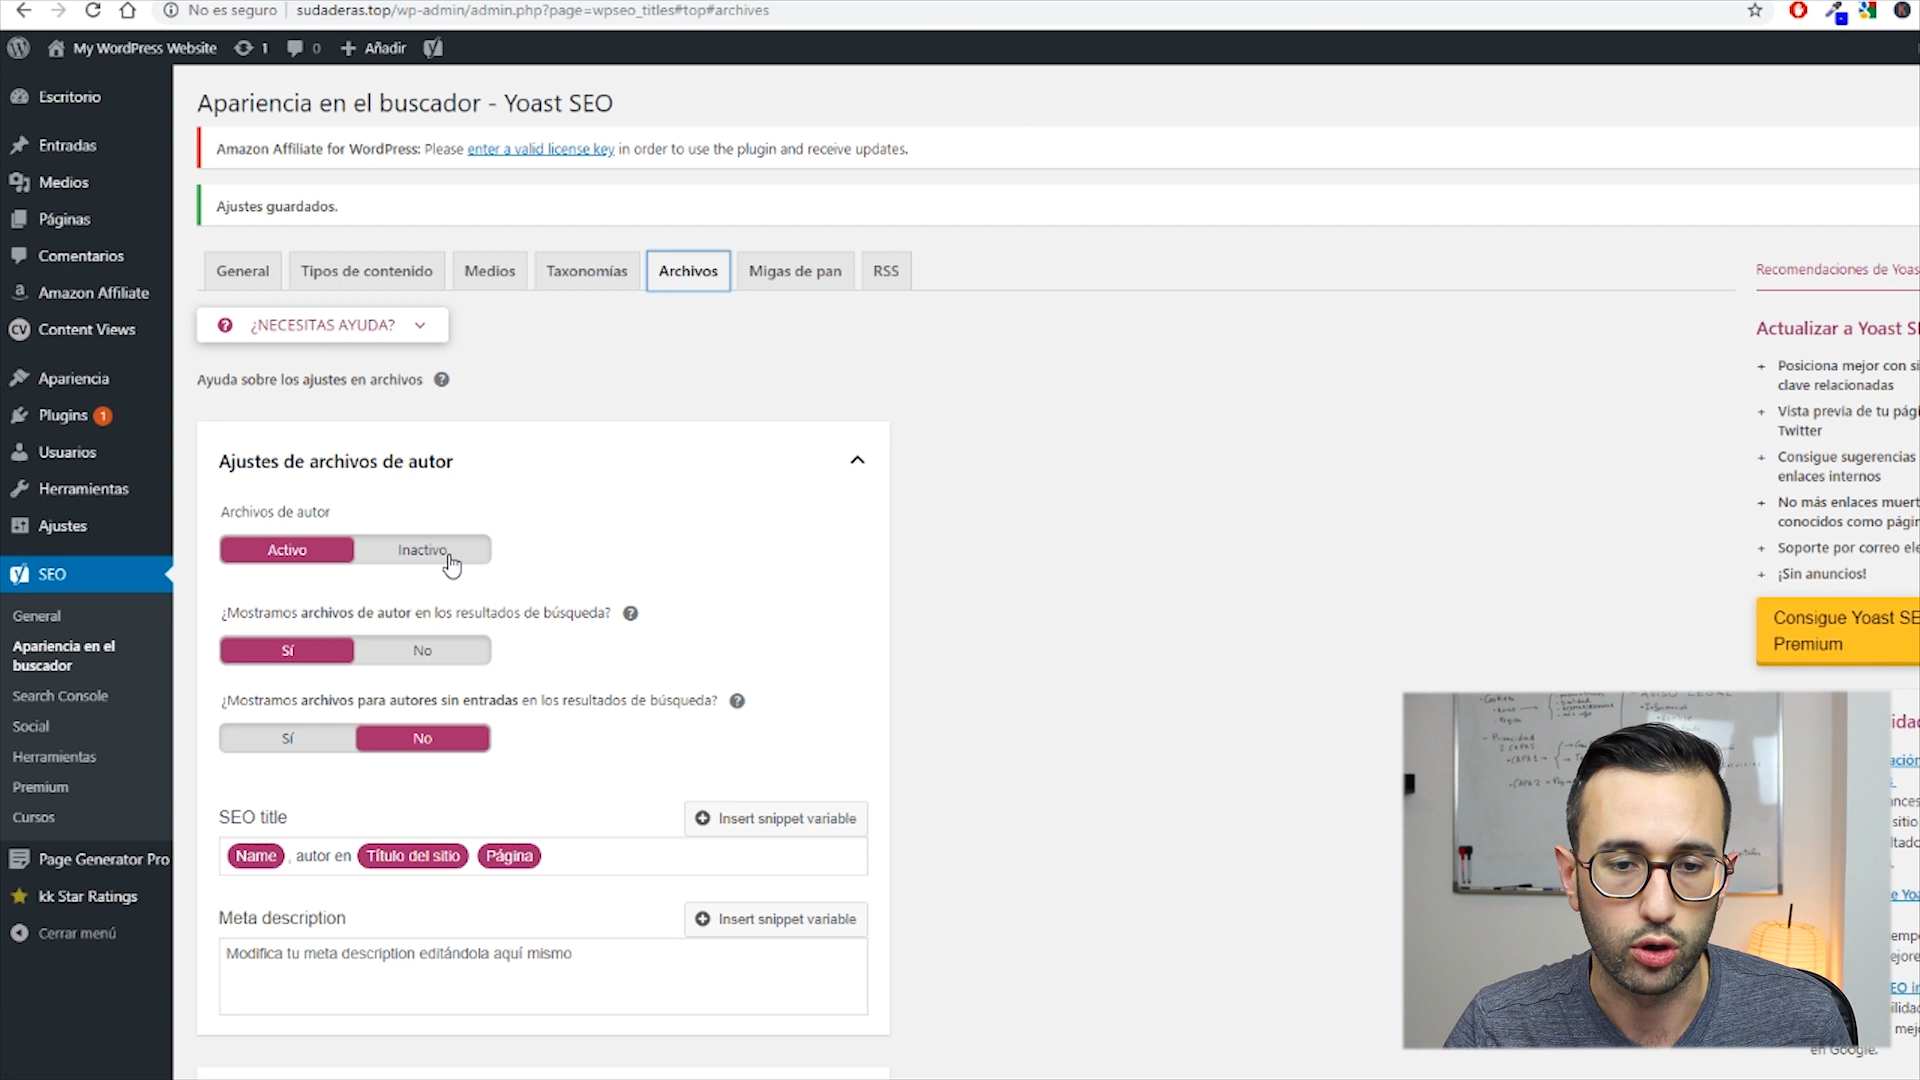 No es seguro
sudaderas.top/wp-admin/admin.php?page=wpseo_titles#top#archives
My WordPress Website
1
0
Añadir
Escritorio
Entradas
Medios
Páginas
Comentarios
Amazon Affiliate
Content Views
Apariencia
Plugins 1
Usuarios
Herramientas
Ajustes
SEO
General
Apariencia en el
buscador
Search Console
Social
Herramientas
Premium
Cursos
Page Generator Pro
kk Star Ratings
Cerrar menú
Apariencia en el buscador - Yoast SEO
Amazon Affiliate for WordPress: Please enter a valid license key in order to use the plugin and receive updates.
Ajustes guardados.
General
Tipos de contenido
Medios
Taxonomías
Archivos
Migas de pan
RSS
¿NECESITAS AYUDA?
Ayuda sobre los ajustes en archivos
Ajustes de archivos de autor
Archivos de autor
Activo
Inactivo
¿Mostramos archivos de autor en los resultados de búsqueda?
Sí
No
¿Mostramos archivos para autores sin entradas en los resultados de búsqueda?
Sí
No
SEO title
Insert snippet variable
Name , autor en Título del sitio Página
Meta description
Insert snippet variable
Modifica tu meta description editándola aquí mismo
Recomendaciones de Yoas
Actualizar a Yoast S
+ Posiciona mejor con si
clave relacionadas
+ Vista previa de tu pági
Twitter
+ Consigue sugerencias
enlaces internos
+ No más enlaces muert
conocidos como págin
+ Soporte por correo ele
+ ¡Sin anuncios!
Consigue Yoast SE
Premium
en Google.